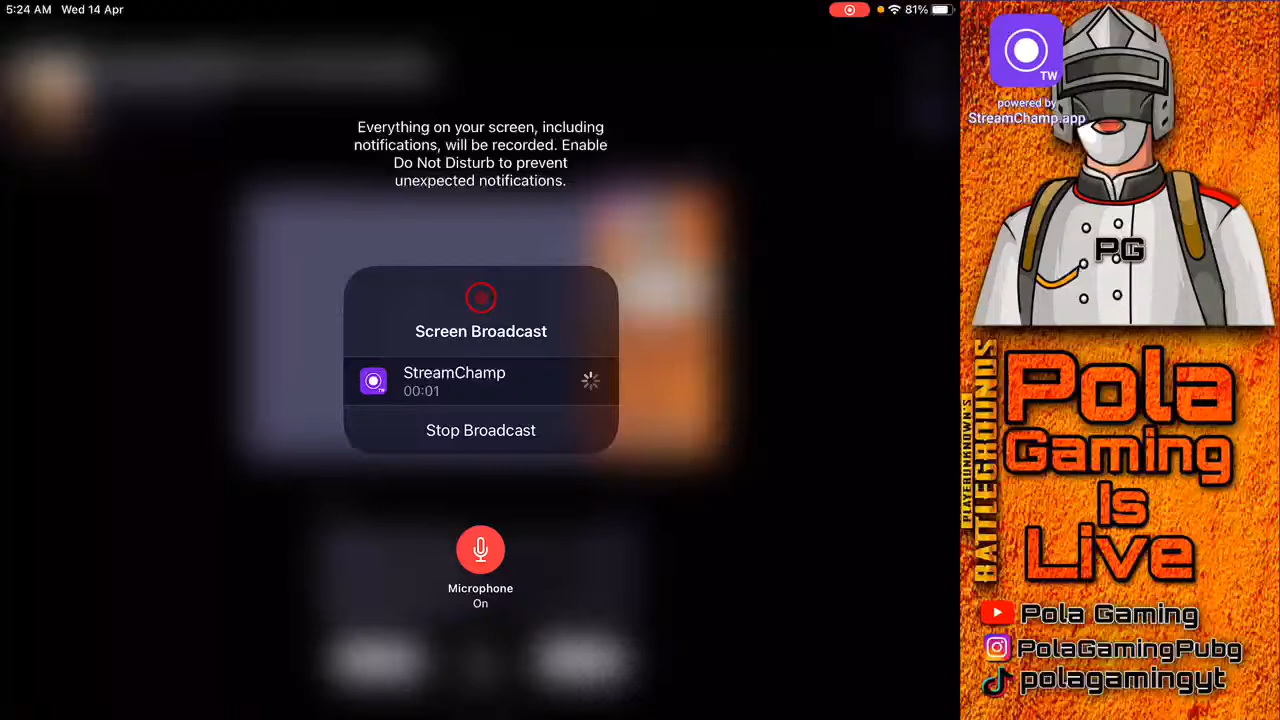 5:24 AM Wed 14 Apr
81%
Everything on your screen, including
notifications, will be recorded. Enable
Do Not Disturb to prevent
unexpected notifications.
Screen Broadcast
StreamChamp
00:01
Stop Broadcast
Microphone
On
TW
powered by
StreamChamp.app
PG
PLAYERUNKNOWN'S
BATTLEGROUNDS
Pola
Gaming
Is
Live
Pola Gaming
PolaGamingPubg
polagamingyt